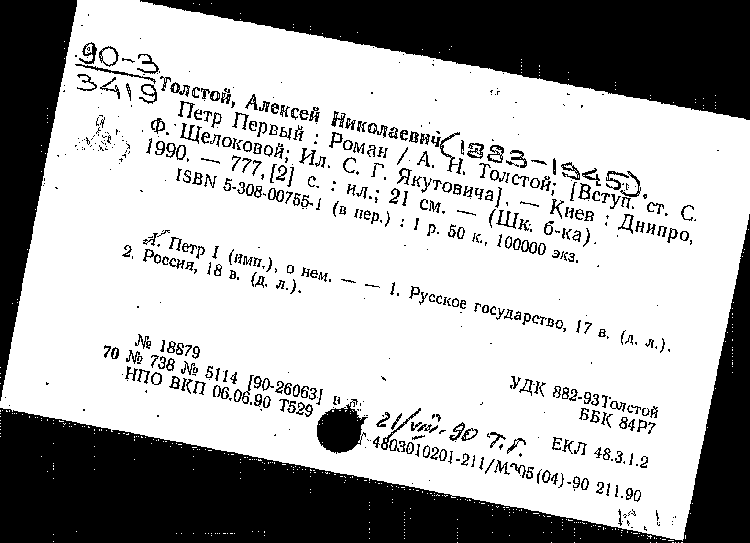 90-3
3419
Толстой, Алексей Николаевич (1883-1945).
Петр Первый : Роман / А. Н. Толстой; [Вступ. ст. С.
Ф. Щелоковой; Ил. С. Г. Якутовича]. — Киев : Днипро,
1990. — 777, [2] с. : ил.; 21 см. — (Шк. б-ка).
ISBN 5-308-00755-1 (в пер.) : 1 р. 50 к., 100000 экз.
1. Петр I (имп.), о нем. — — 1. Русское государство, 17 в. (д. л.).
2. Россия, 18 в. (д. л.).
№ 18879
70 № 738 № 5114 [90-26063] в
НПО ВКП 06.06.90 Т529
УДК 882-93Толстой
ББК 84Р7
21/VIII-90 Т.Г.
ЕКЛ 48.3.1.2
4803010201-211/М205(04)-90 211.90